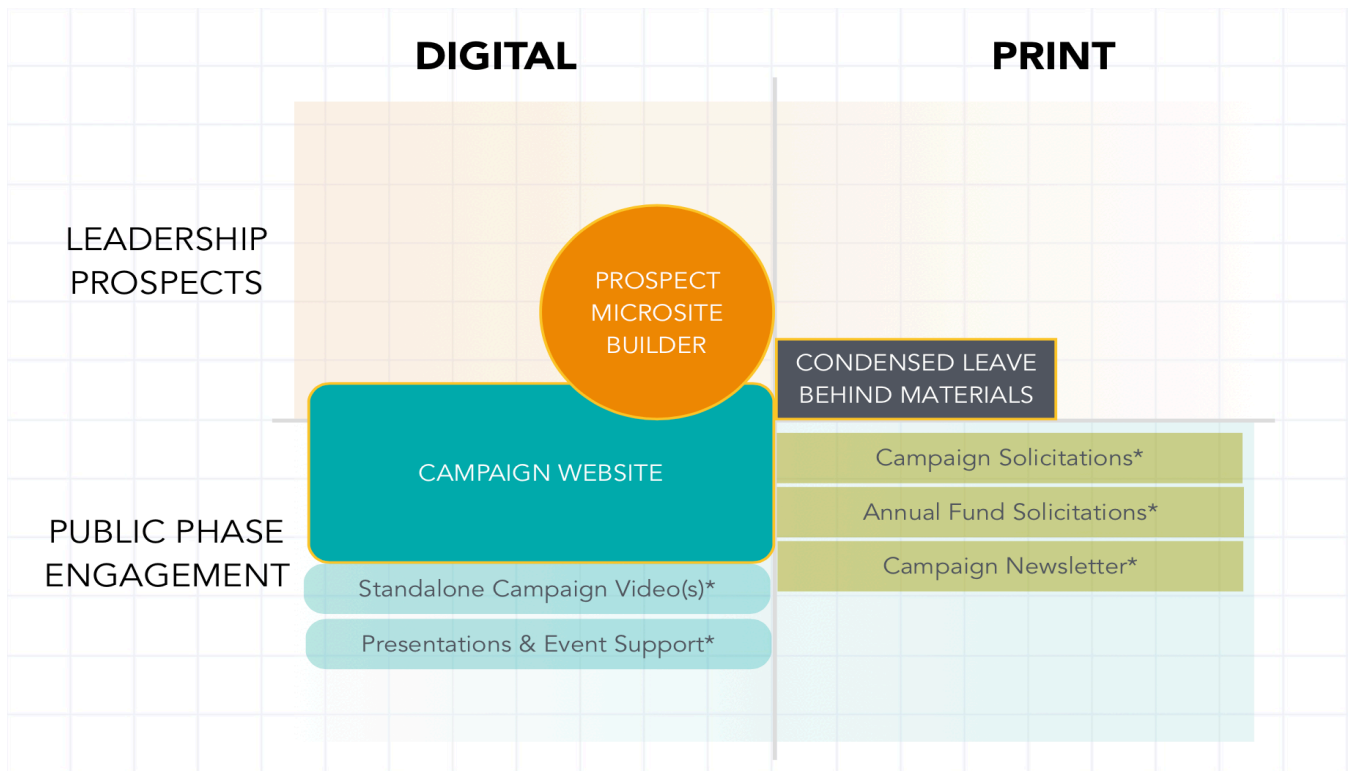 DIGITAL
PRINT
LEADERSHIP
PROSPECTS
PROSPECT
MICROSITE
BUILDER
CONDENSED LEAVE
BEHIND MATERIALS
PUBLIC PHASE
ENGAGEMENT
CAMPAIGN WEBSITE
Standalone Campaign Video(s)*
Presentations & Event Support*
Campaign Solicitations*
Annual Fund Solicitations*
Campaign Newsletter*